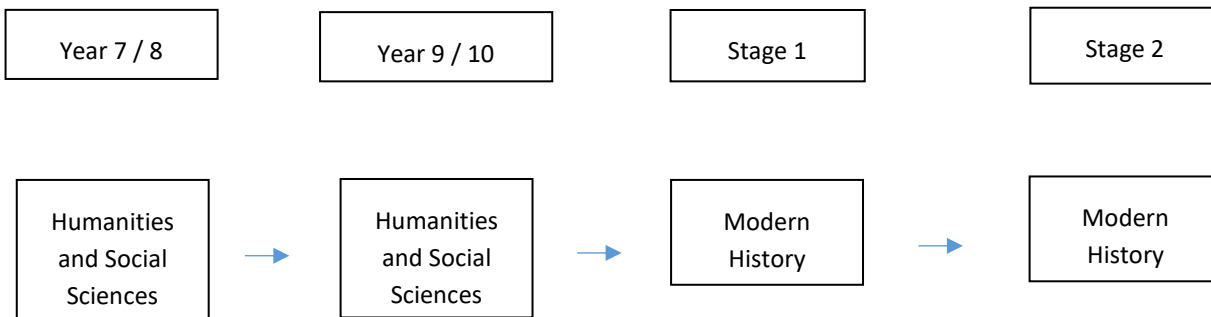 Year 7 / 8
Year 9 / 10
Stage 1
Stage 2
Humanities
and Social
Sciences
Humanities
and Social
Sciences
Modern
History
Modern
History